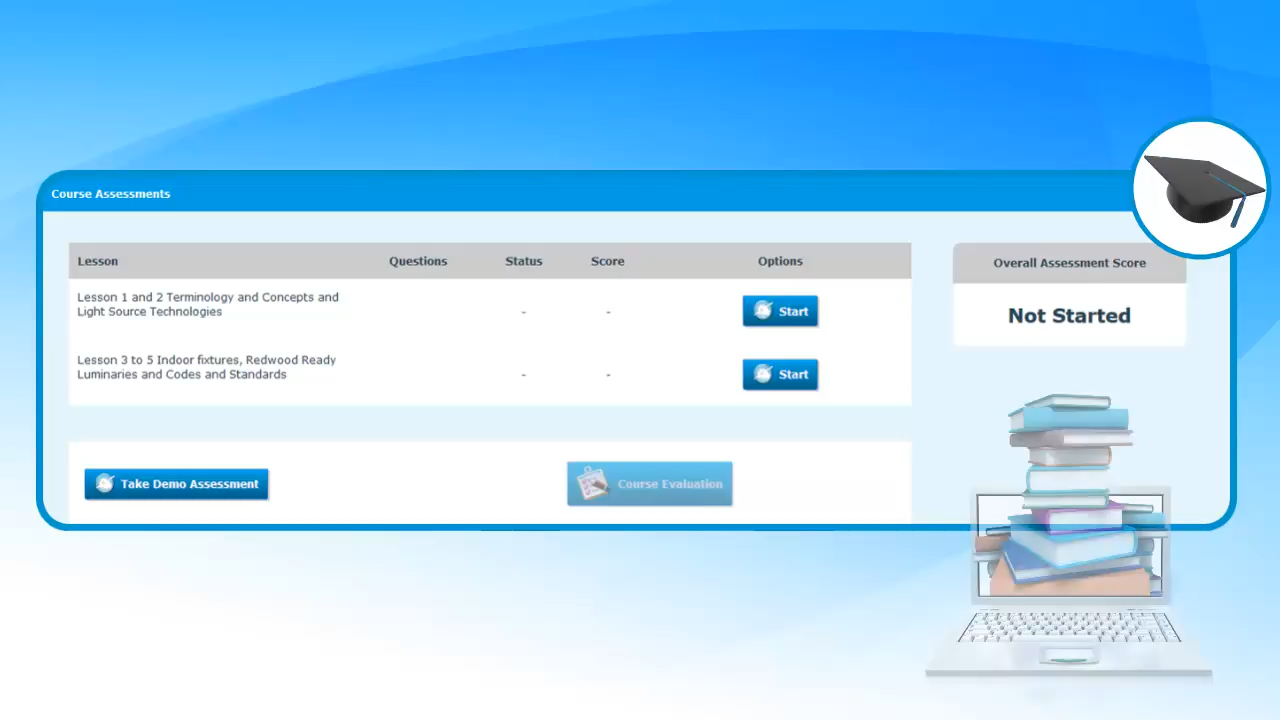 Course Assessments
Lesson Questions Status Score Options
Overall Assessment Score
Lesson 1 and 2 Terminology and Concepts and
Light Source Technologies
- - Start
Not Started
Lesson 3 to 5 Indoor fixtures, Redwood Ready
Luminaries and Codes and Standards
- - Start
Take Demo Assessment
Course Evaluation